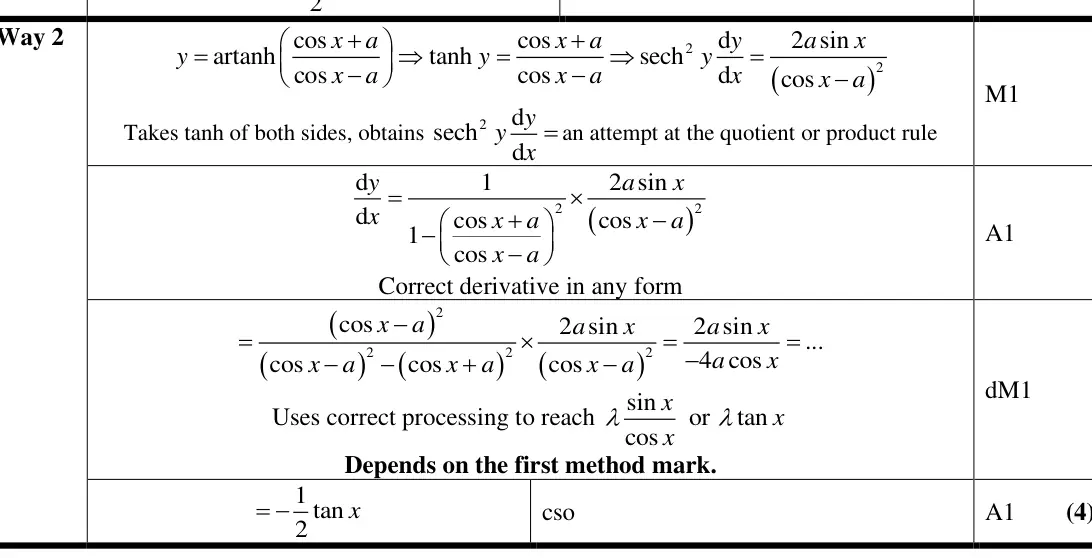 2
Way 2
y = artanh((cos x + a)/(cos x − a)) ⇒ tanh y = (cos x + a)/(cos x − a) ⇒ sech² y dy/dx = 2a sin x/(cos x − a)²
M1
Takes tanh of both sides, obtains sech² y dy/dx = an attempt at the quotient or product rule
dy/dx = 1/(1 − ((cos x + a)/(cos x − a))²) × 2a sin x/(cos x − a)²
A1
Correct derivative in any form
= (cos x − a)²/((cos x − a)² − (cos x + a)²) × 2a sin x/(cos x − a)² = 2a sin x/(−4a cos x) = ...
dM1
Uses correct processing to reach λ sin x/cos x or λ tan x
Depends on the first method mark.
= −1/2 tan x
cso
A1 (4)